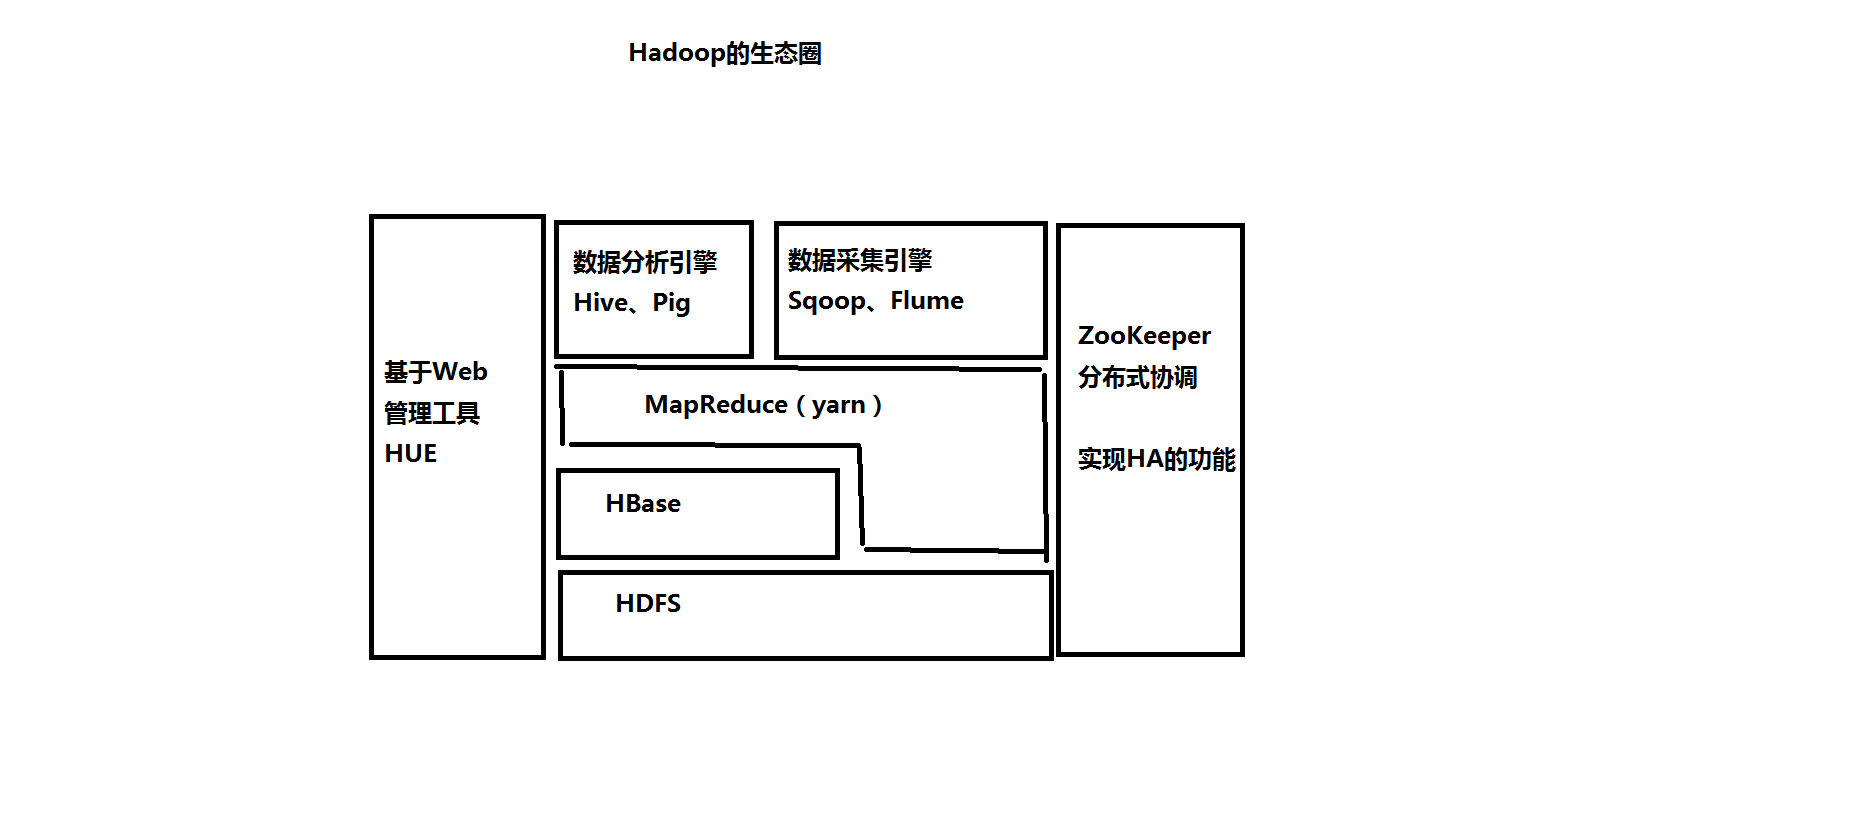 Hadoop的生态圈
基于Web
管理工具
HUE
数据分析引擎
Hive、Pig
数据采集引擎
Sqoop、Flume
MapReduce（yarn）
HBase
HDFS
ZooKeeper
分布式协调
实现HA的功能